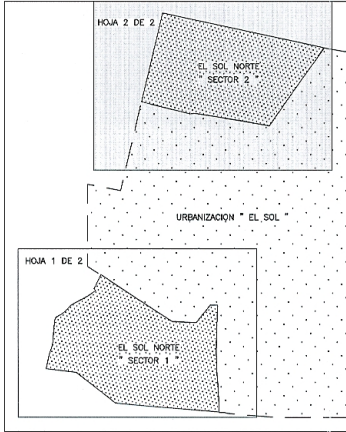 HOJA 2 DE 2
EL SOL NORTE
" SECTOR 2 "
URBANIZACION " EL SOL "
HOJA 1 DE 2
EL SOL NORTE
" SECTOR 1 "